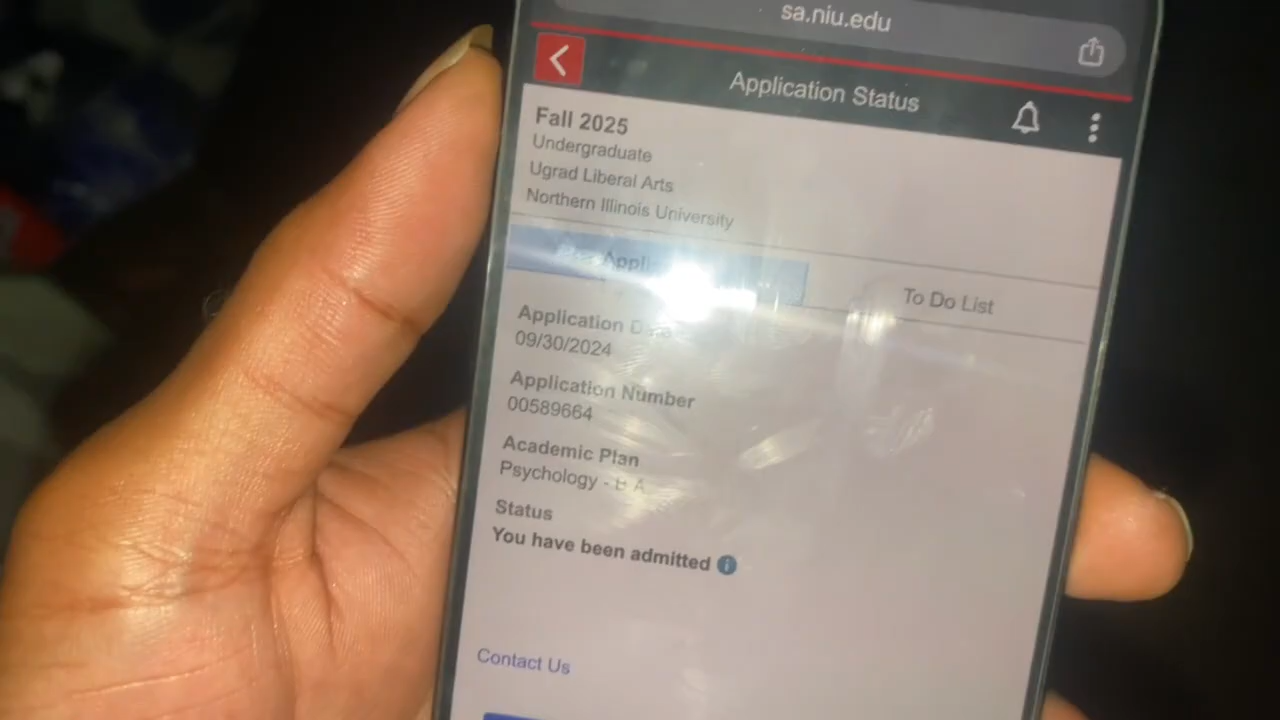 sa.niu.edu
Application Status
Fall 2025
Undergraduate
Ugrad Liberal Arts
Northern Illinois University
To Do List
Application
09/30/2024
Application Number
00589664
Academic Plan
Psychology - B A
Status
You have been admitted
Contact Us